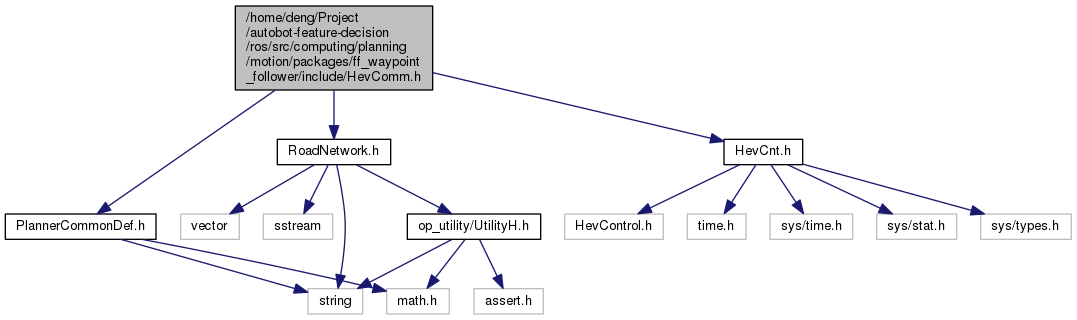 /home/deng/Project
/autobot-feature-decision
/ros/src/computing/planning
/motion/packages/ff_waypoint
_follower/include/HevComm.h
RoadNetwork.h
HevCnt.h
PlannerCommonDef.h
vector
sstream
op_utility/UtilityH.h
HevControl.h
time.h
sys/time.h
sys/stat.h
sys/types.h
string
math.h
assert.h